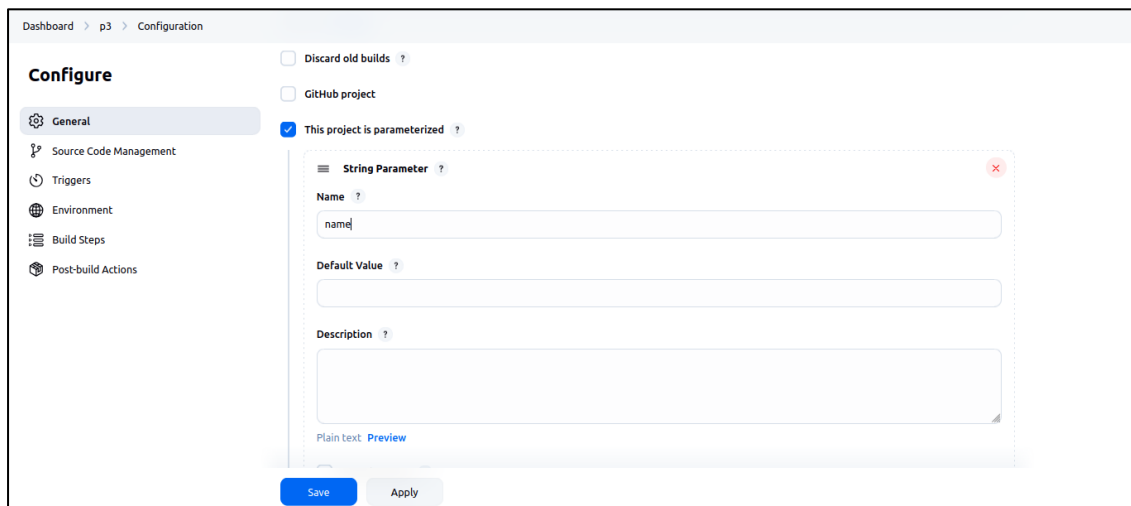 Dashboard > p3 > Configuration
Configure
General
Source Code Management
Triggers
Environment
Build Steps
Post-build Actions
Discard old builds ?
GitHub project
This project is parameterized ?
String Parameter ?
Name ?
name
Default Value ?
Description ?
Plain text Preview
Save Apply